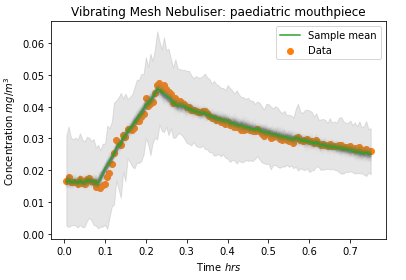 Vibrating Mesh Nebuliser: paediatric mouthpiece
Sample mean
Data
Concentration mg/m³
0.06
0.05
0.04
0.03
0.02
0.01
0.00
0.0 0.1 0.2 0.3 0.4 0.5 0.6 0.7
Time hrs